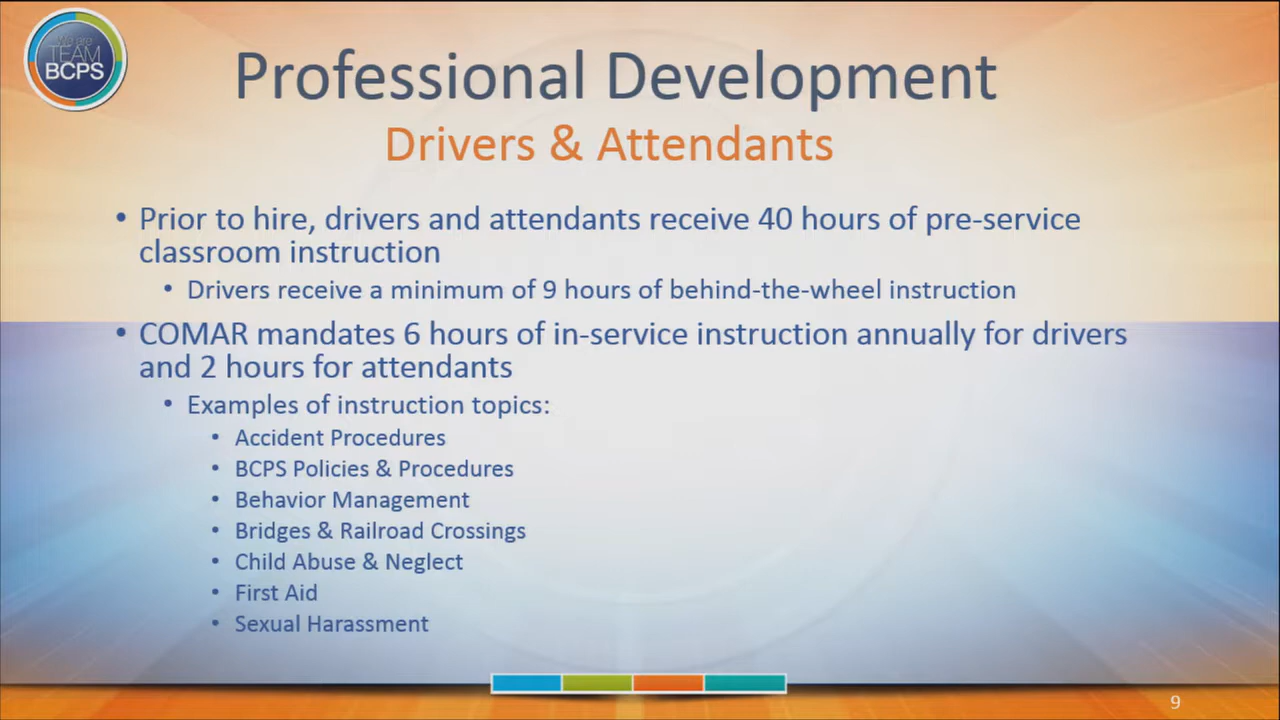 We are
TEAM
BCPS
Professional Development
Drivers & Attendants
• Prior to hire, drivers and attendants receive 40 hours of pre-service
classroom instruction
• Drivers receive a minimum of 9 hours of behind-the-wheel instruction
• COMAR mandates 6 hours of in-service instruction annually for drivers
and 2 hours for attendants
• Examples of instruction topics:
• Accident Procedures
• BCPS Policies & Procedures
• Behavior Management
• Bridges & Railroad Crossings
• Child Abuse & Neglect
• First Aid
• Sexual Harassment
9